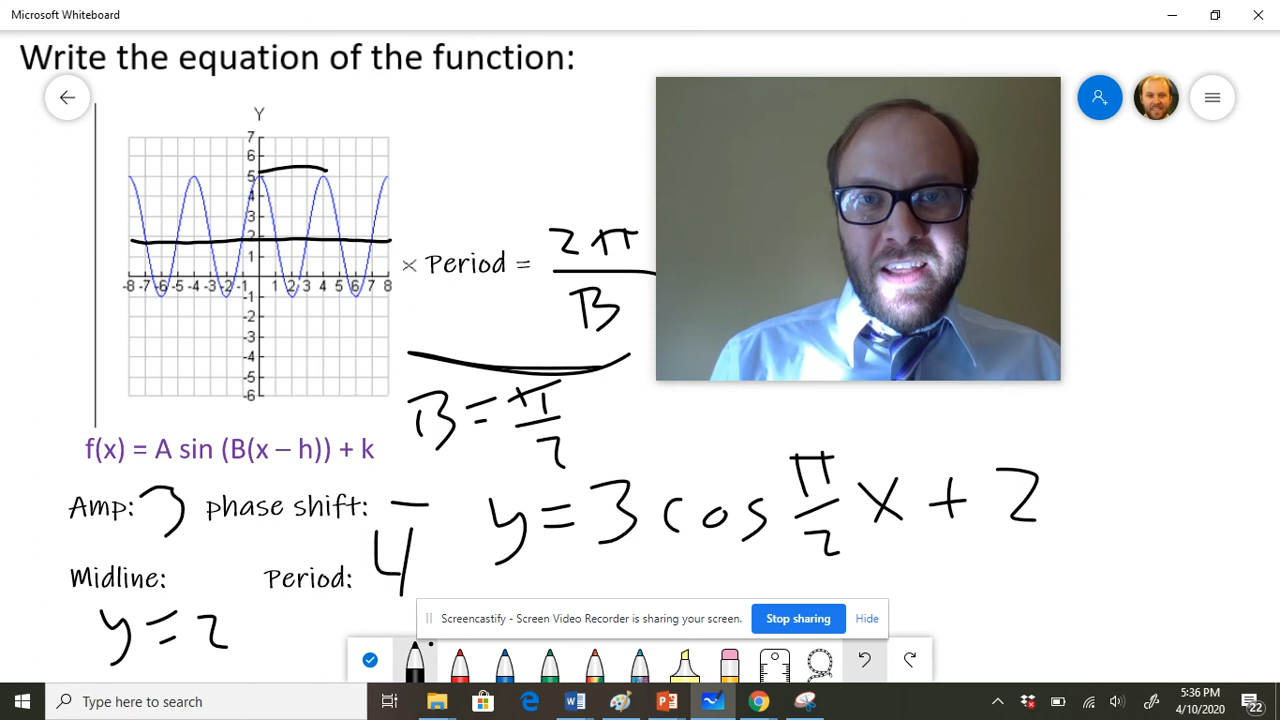 Microsoft Whiteboard
Write the equation of the function:
Y
7
6
5
4
3
2
1
-8 -7 -6 -5 -4 -3 -2 -1 1 2 3 4 5 6 7 8
-1
-2
-3
-4
-5
-6
× Period = 2π/B
B = π/2
f(x) = A sin (B(x – h)) + k
Amp: 3 phase shift: –
y = 3 cos π/2 x + 2
Midline: Period: 4
y = 2
Screencastify - Screen Video Recorder is sharing your screen. Stop sharing Hide
Type here to search
5:36 PM
4/10/2020
22